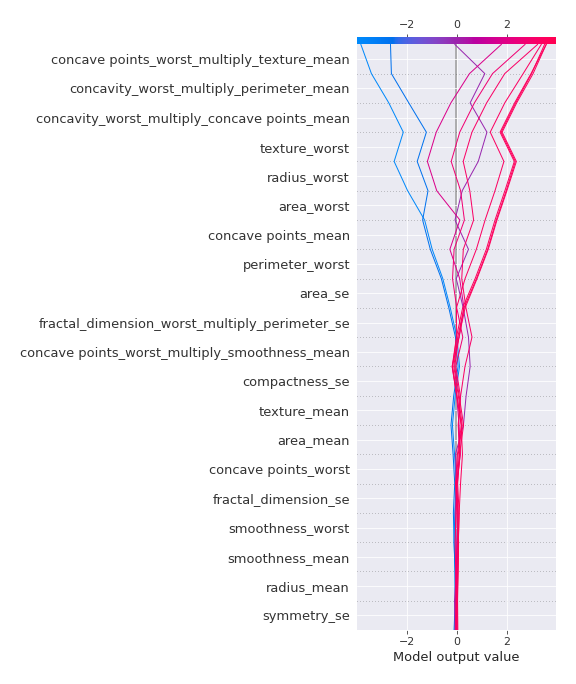 −2 0 2
concave points_worst_multiply_texture_mean
concavity_worst_multiply_perimeter_mean
concavity_worst_multiply_concave points_mean
texture_worst
radius_worst
area_worst
concave points_mean
perimeter_worst
area_se
fractal_dimension_worst_multiply_perimeter_se
concave points_worst_multiply_smoothness_mean
compactness_se
texture_mean
area_mean
concave points_worst
fractal_dimension_se
smoothness_worst
smoothness_mean
radius_mean
symmetry_se
−2 0 2
Model output value